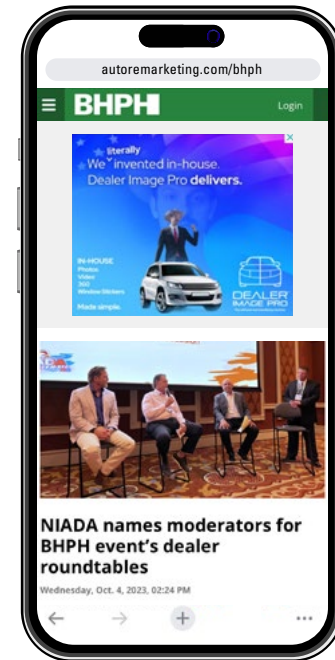 autoremarketing.com/bhph
BHPH
Login
literally
We ˅ invented in-house.
Dealer Image Pro delivers.
IN-HOUSE
Photos
Video
360
Window Stickers
Made simple.
DEALER
IMAGE PRO
NIADA names moderators for
BHPH event’s dealer
roundtables
Wednesday, Oct. 4, 2023, 02:24 PM